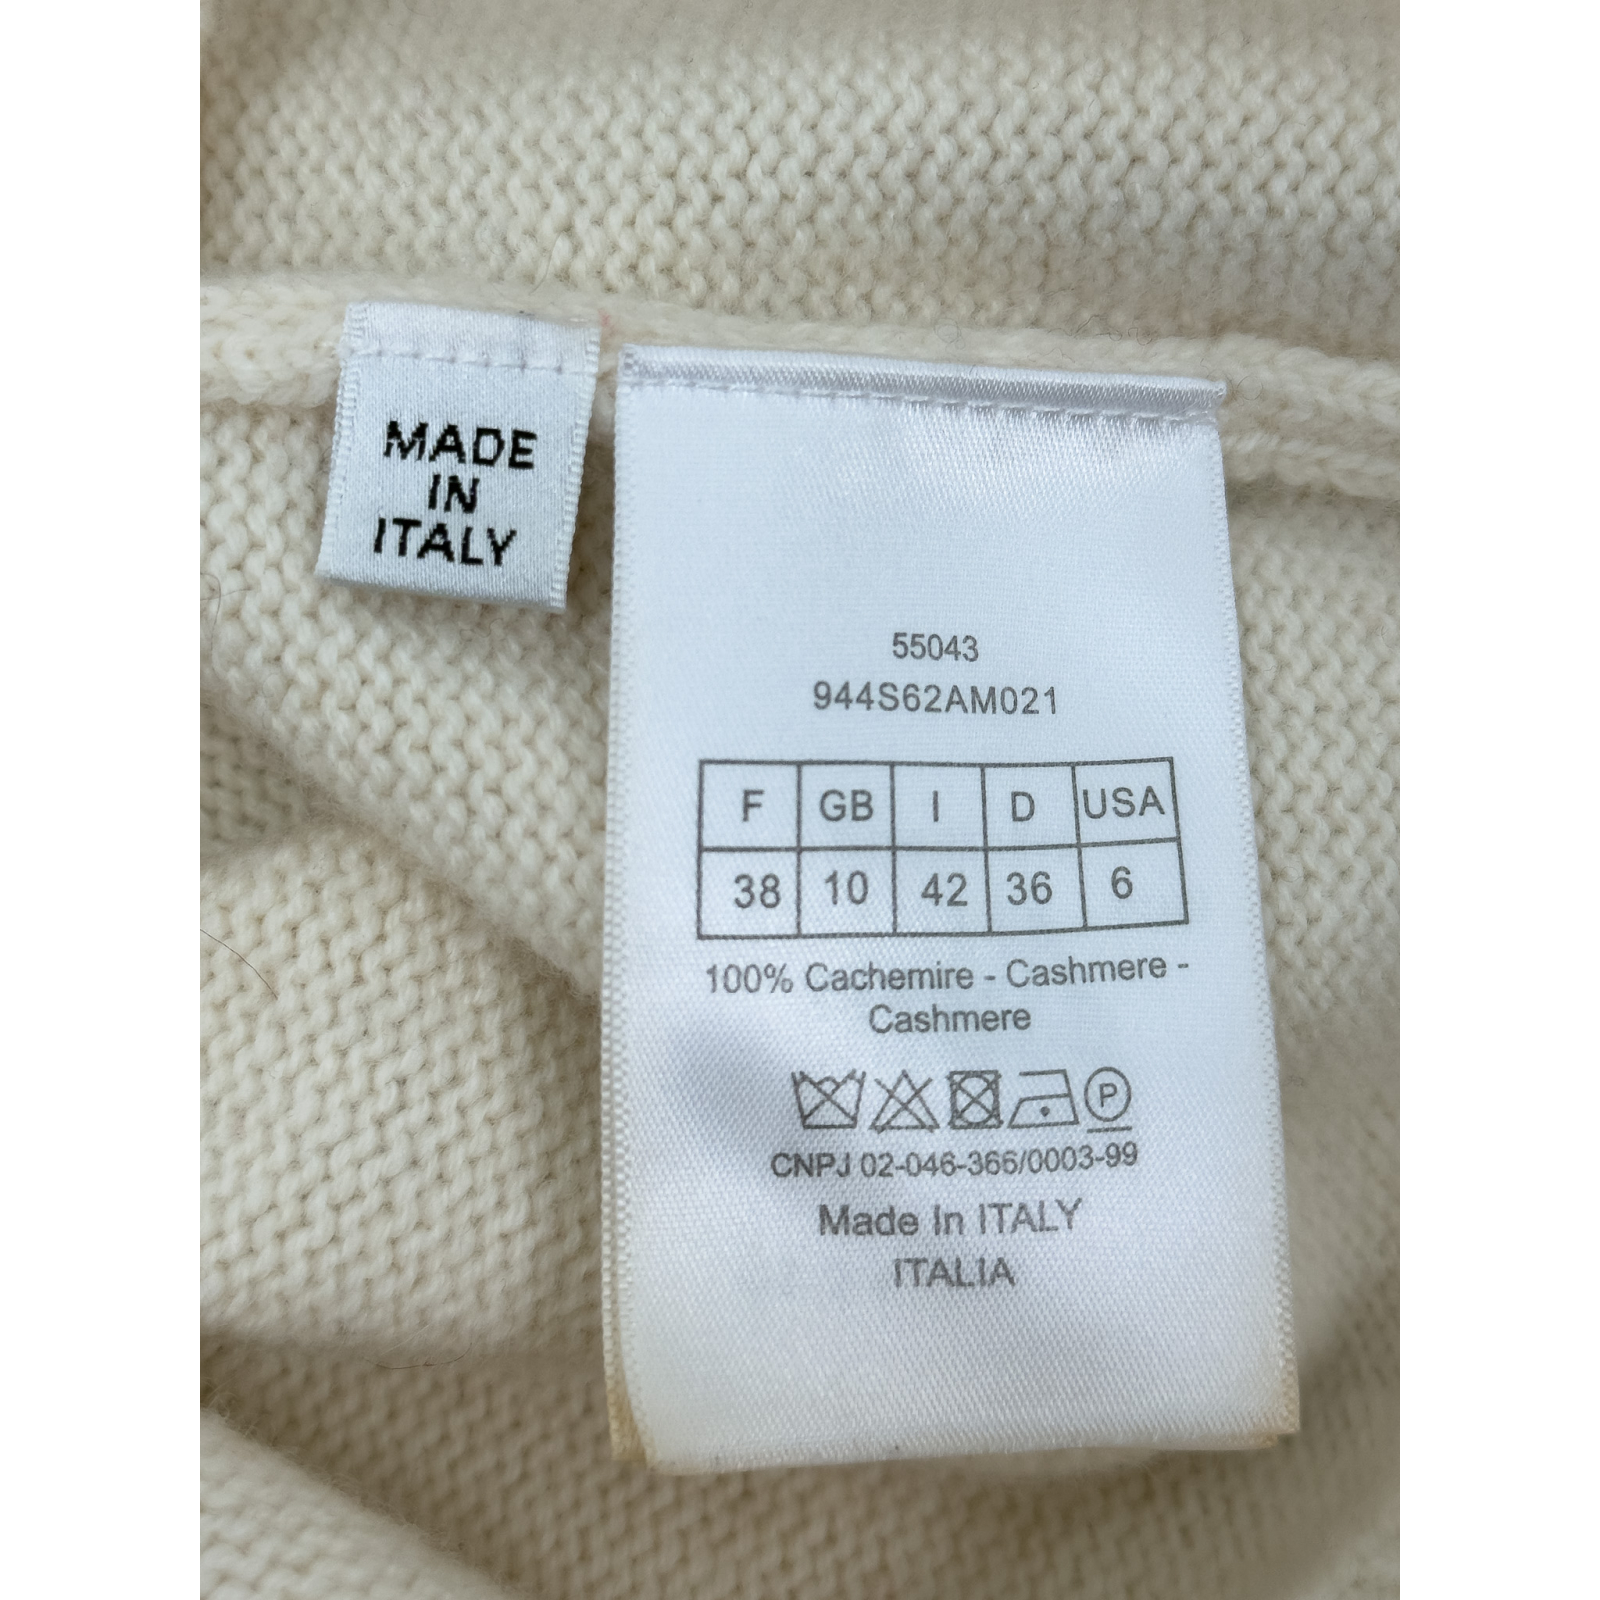 MADE
IN
ITALY
55043
944S62AM021
F GB I D USA
38 10 42 36 6
100% Cachemire - Cashmere -
Cashmere
P
CNPJ 02-046-366/0003-99
Made In ITALY
ITALIA